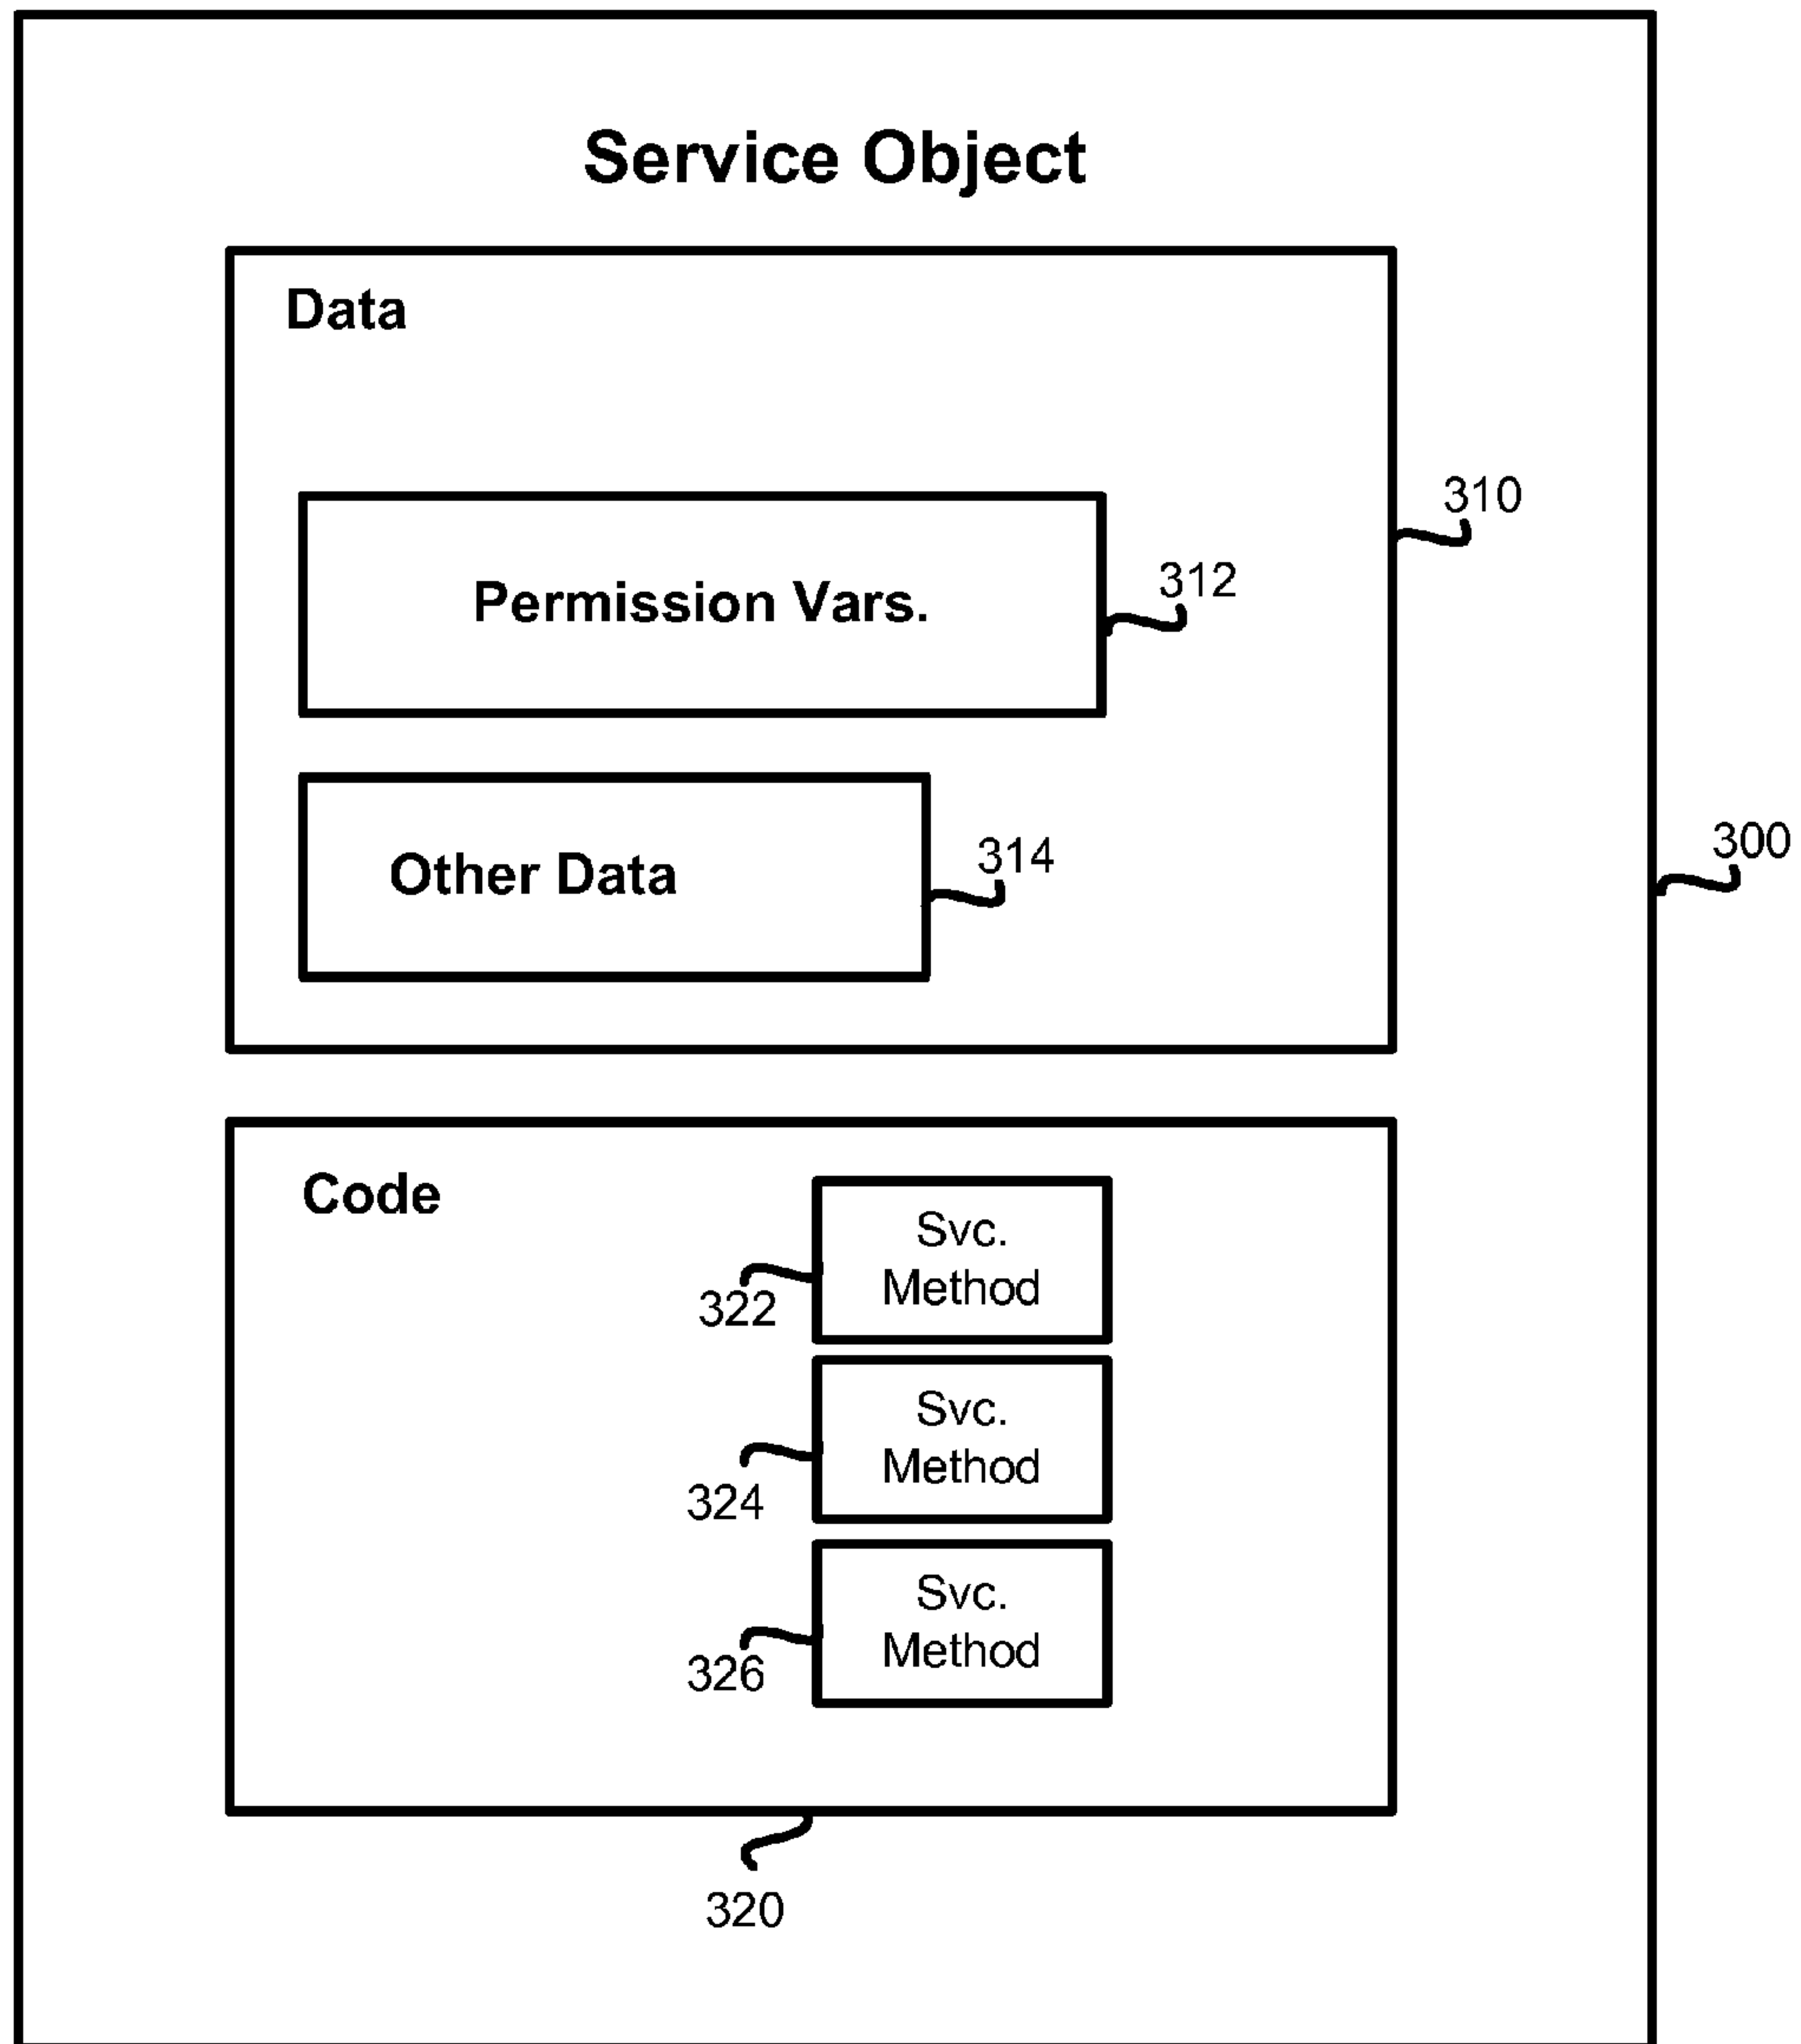 Service Object
Data
310
312
Permission Vars.
300
314
Other Data
Code
Svc.
Method
322
Svc.
Method
324
Svc.
Method
326
320